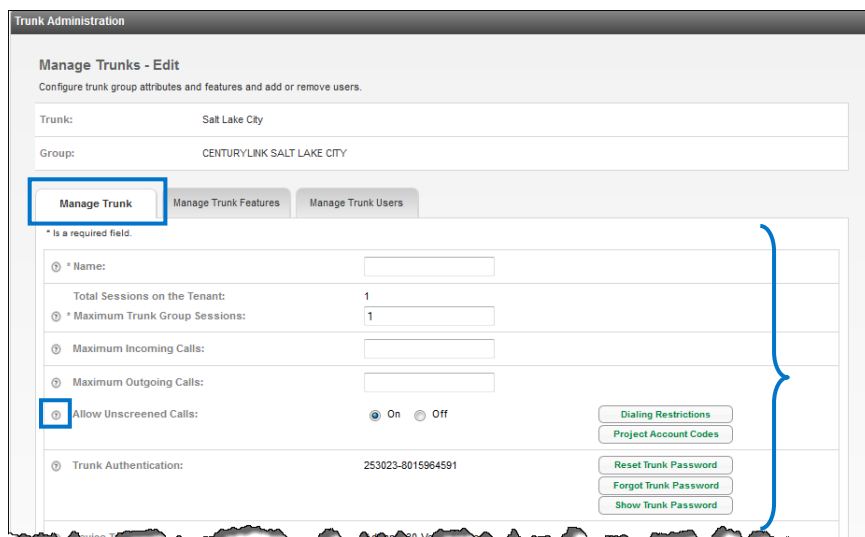 Trunk Administration
Manage Trunks - Edit
Configure trunk group attributes and features and add or remove users.
Trunk: Salt Lake City
Group: CENTURYLINK SALT LAKE CITY
Manage Trunk Manage Trunk Features Manage Trunk Users
* Is a required field.
* Name:
Total Sessions on the Tenant: 1
* Maximum Trunk Group Sessions: 1
Maximum Incoming Calls:
Maximum Outgoing Calls:
Allow Unscreened Calls: On Off Dialing Restrictions
Project Account Codes
Trunk Authentication: 253023-8015964591 Reset Trunk Password
Forgot Trunk Password
Show Trunk Password